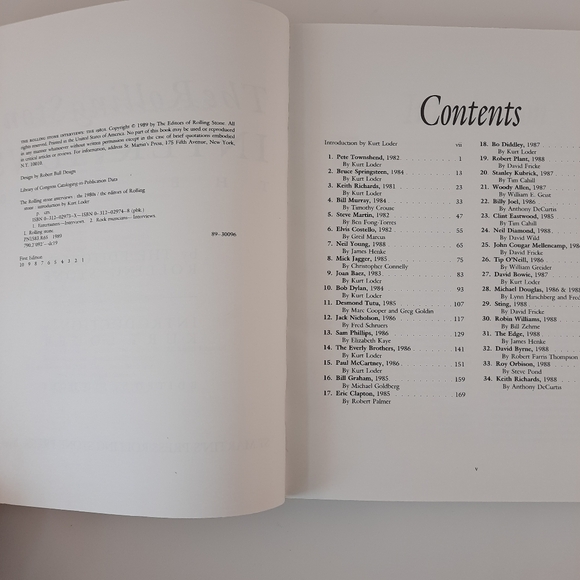 THE ROLLING STONE INTERVIEWS: THE 1980s. Copyright © 1989 by The Editors of Rolling Stone. All
rights reserved. Printed in the United States of America. No part of this book may be used or reproduced
in any manner whatsoever without written permission except in the case of brief quotations embodied
in critical articles or reviews. For information, address St. Martin's Press, 175 Fifth Avenue, New York,
N.Y. 10010.
Design by Robert Bull Design
Library of Congress Cataloging-in-Publication Data
The Rolling stone interviews : the 1980s / the editors of Rolling
stone : introduction by Kurt Loder
p. cm.
1. Rolling stone.
89-30096
First Edition
10 9 8 7 6 5 4 3 2 1
Contents
Introduction by Kurt Loder vii
1. Pete Townshend, 1982 1
By Kurt Loder
2. Bruce Springsteen, 1984 13
By Kurt Loder
3. Keith Richards, 1981 23
By Kurt Loder
4. Bill Murray, 1984 33
By Timothy Crouse
5. Steve Martin, 1982 47
By Ben Fong-Torres
6. Elvis Costello, 1982 55
By Greil Marcus
7. Neil Young, 1988 65
By James Henke
8. Mick Jagger, 1985 75
By Christopher Connelly
9. Joan Baez, 1983 83
By Kurt Loder
10. Bob Dylan, 1984 93
By Kurt Loder
11. Desmond Tutu, 1985 107
By Marc Cooper and Greg Goldin
12. Jack Nicholson, 1986 117
By Fred Schruers
13. Sam Phillips, 1986 129
By Elizabeth Kaye
14. The Everly Brothers, 1986 141
By Kurt Loder
15. Paul McCartney, 1986 151
By Kurt Loder
16. Bill Graham, 1985 159
By Michael Goldberg
17. Eric Clapton, 1985 169
By Robert Palmer
18. Bo Diddley, 1987
By Kurt Loder
19. Robert Plant, 1988
By David Fricke
20. Stanley Kubrick, 1987
By Tim Cahill
21. Woody Allen, 1987
By William E. Geist
22. Billy Joel, 1986
By Anthony DeCurtis
23. Clint Eastwood, 1985
By Tim Cahill
24. Neil Diamond, 1988
By David Wild
25. John Cougar Mellencamp, 198
By David Fricke
26. Tip O'Neill, 1986
By William Greider
27. David Bowie, 1987
By Kurt Loder
28. Michael Douglas, 1986 & 198
By Lynn Hirschberg and Fred
29. Sting, 1988
By David Fricke
30. Robin Williams, 1988
By Bill Zehme
31. The Edge, 1988
By James Henke
32. David Byrne, 1988
By Robert Farris Thompson
33. Roy Orbison, 1988
By Steve Pond
34. Keith Richards, 1988
By Anthony DeCurtis
v